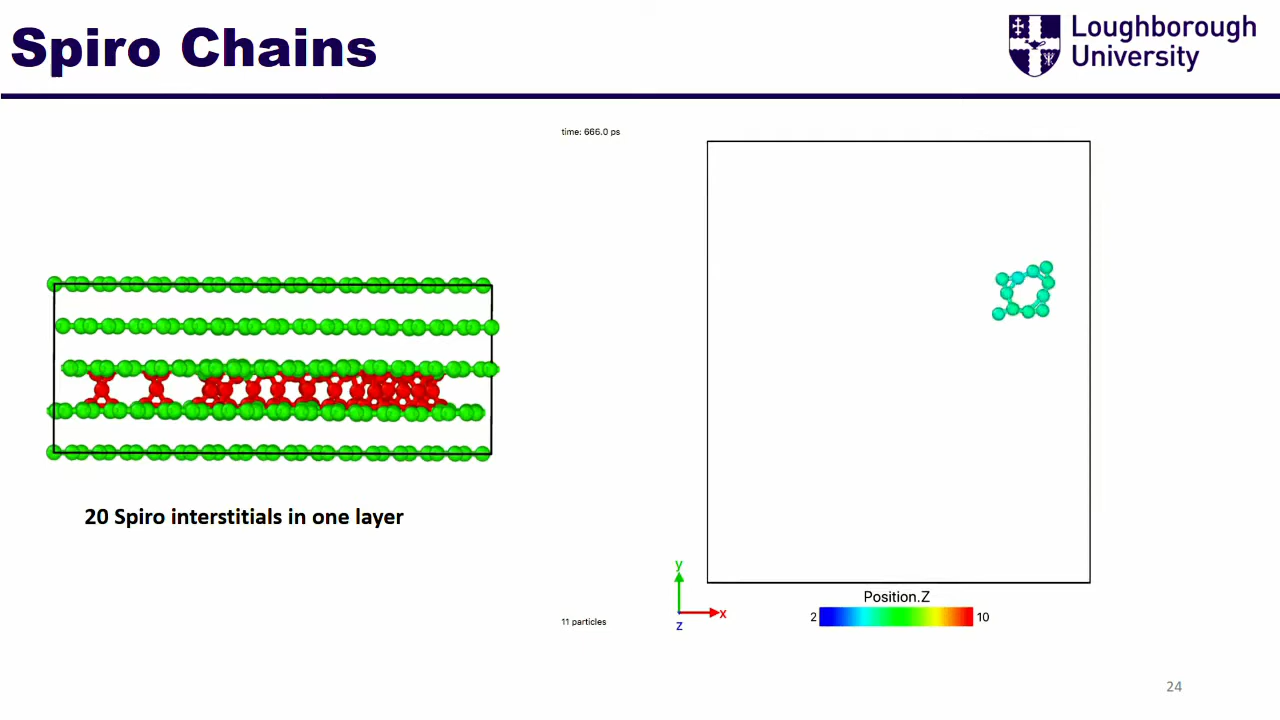 Spiro Chains
Loughborough
University
time: 666.0 ps
20 Spiro interstitials in one layer
y
x
z
Position.Z
2
10
11 particles
24